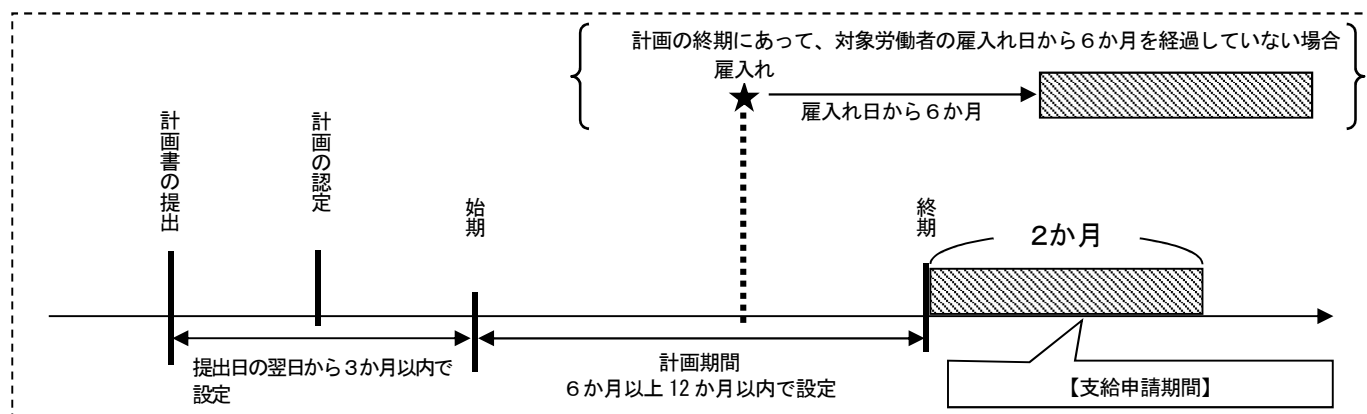 計画の終期にあって、対象労働者の雇入れ日から６か月を経過していない場合
雇入れ
雇入れ日から６か月
計画書の提出
計画の認定
始期
終期
２か月
提出日の翌日から３か月以内で
設定
計画期間
６か月以上 12 か月以内で設定
【支給申請期間】